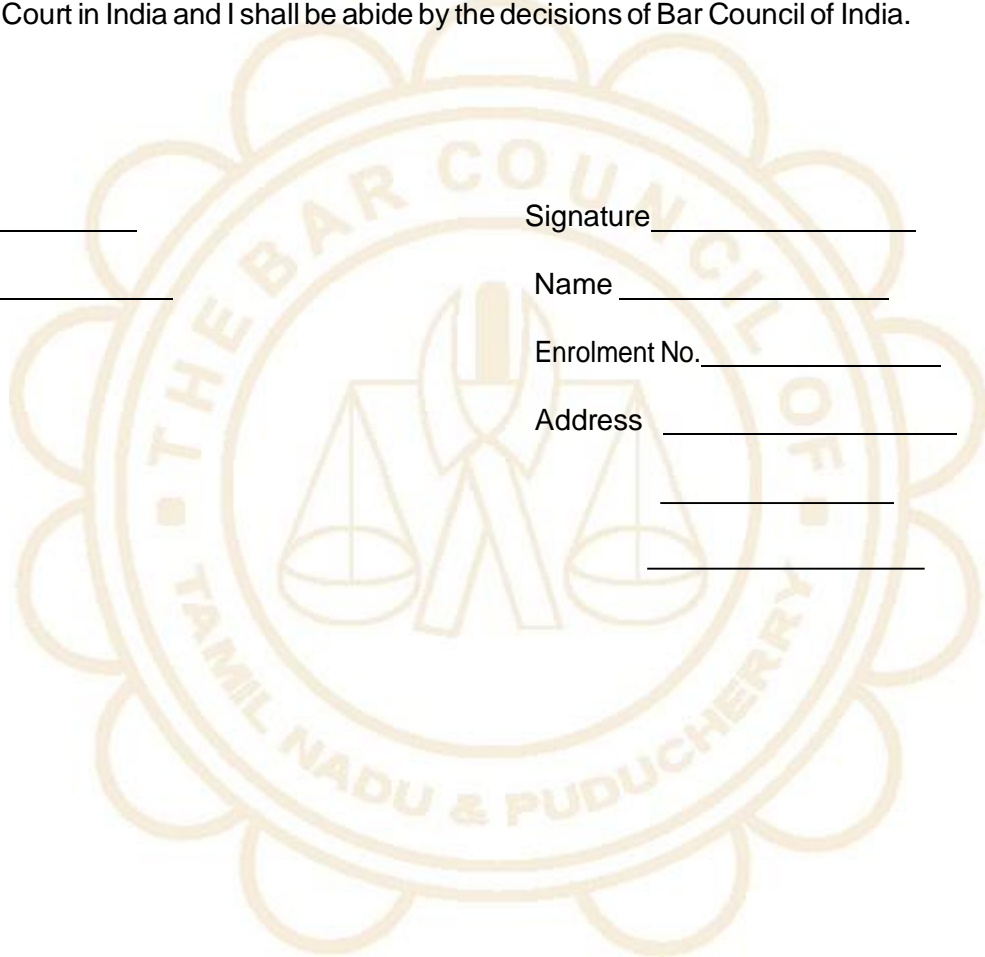 Court in India and I shall be abide by the decisions of Bar Council of India.
THE BAR COUNCIL OF
Signature
Name
Enrolment No.
Address
TAMIL NADU & PUDUCHERRY